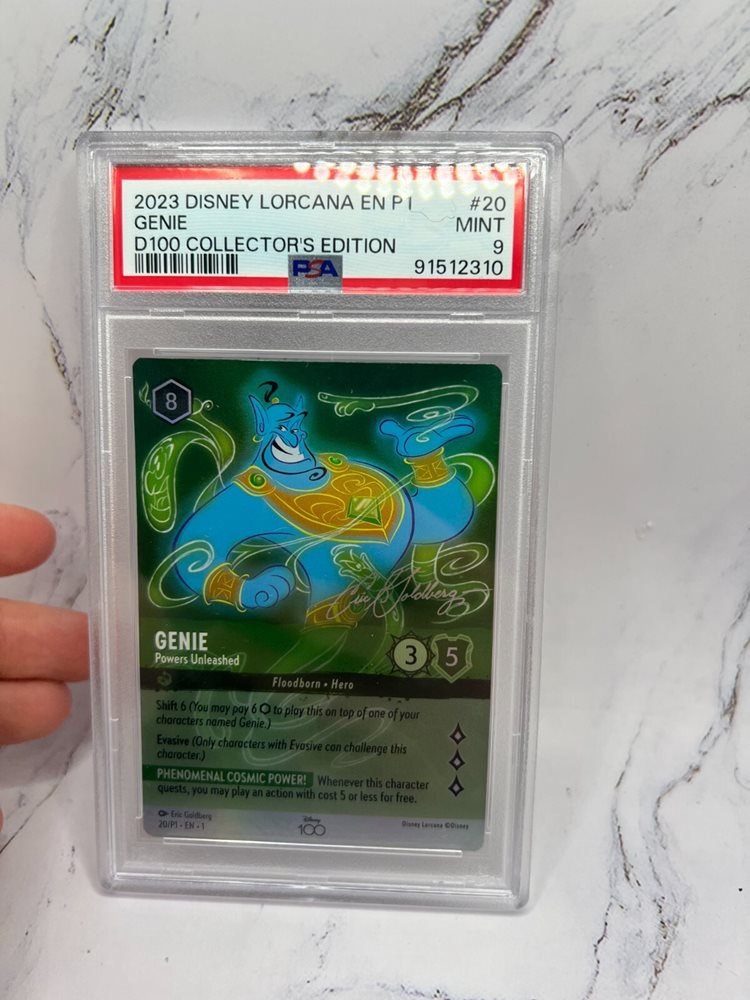 2023 DISNEY LORCANA EN P1 #20
GENIE MINT
D100 COLLECTOR'S EDITION 9
PSA 91512310
8
Eric Goldberg
GENIE
Powers Unleashed
3 5
Floodborn • Hero
Shift 6 (You may pay 6 ⬡ to play this on top of one of your
characters named Genie.)
Evasive (Only characters with Evasive can challenge this
character.)
PHENOMENAL COSMIC POWER! Whenever this character
quests, you may play an action with cost 5 or less for free.
Eric Goldberg
20/P1 • EN • 1
Disney
100
Disney Lorcana ©Disney